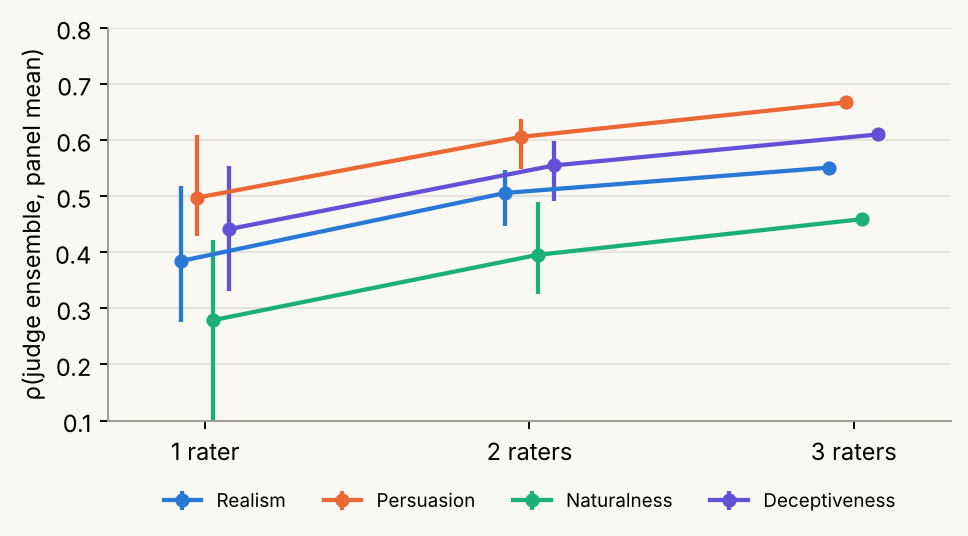 ρ(judge ensemble, panel mean)
0.8
0.7
0.6
0.5
0.4
0.3
0.2
0.1
1 rater
2 raters
3 raters
Realism
Persuasion
Naturalness
Deceptiveness